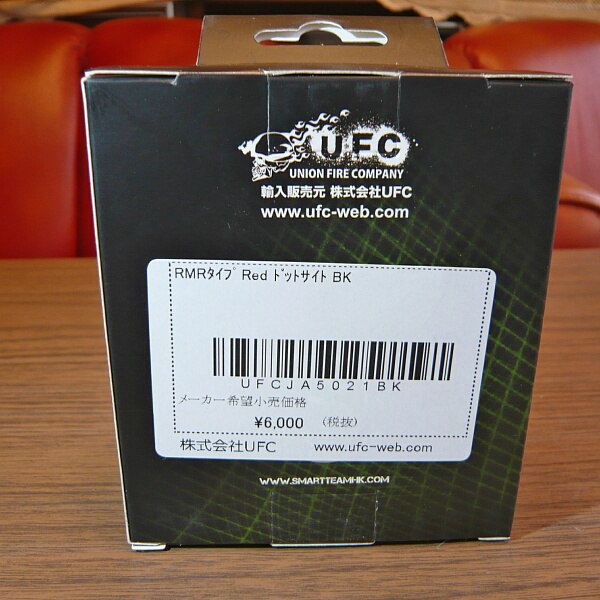 UFC
UNION FIRE COMPANY
輸入販売元 株式会社UFC
www.ufc-web.com
RMRﾀｲﾌﾟ Red ﾄﾞｯﾄサイト BK
UFCJA5021BK
メーカー希望小売価格
¥6,000 (税抜)
株式会社UFC www.ufc-web.com
WWW.SMARTTEAMHK.COM